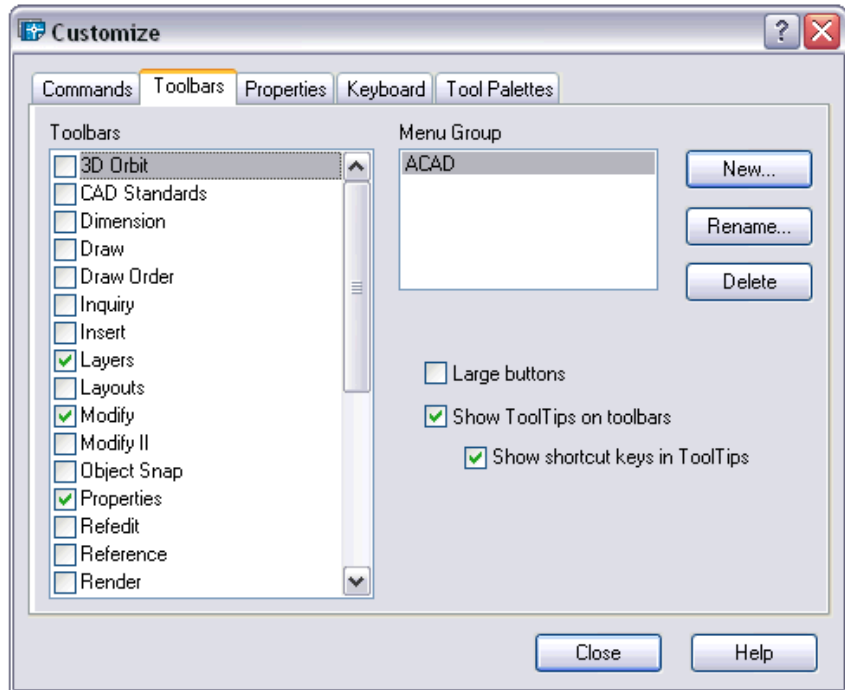 Customize
Commands
Toolbars
Properties
Keyboard
Tool Palettes
Toolbars
3D Orbit
CAD Standards
Dimension
Draw
Draw Order
Inquiry
Insert
Layers
Layouts
Modify
Modify II
Object Snap
Properties
Refedit
Reference
Render
Menu Group
ACAD
New...
Rename...
Delete
Large buttons
Show ToolTips on toolbars
Show shortcut keys in ToolTips
Close
Help